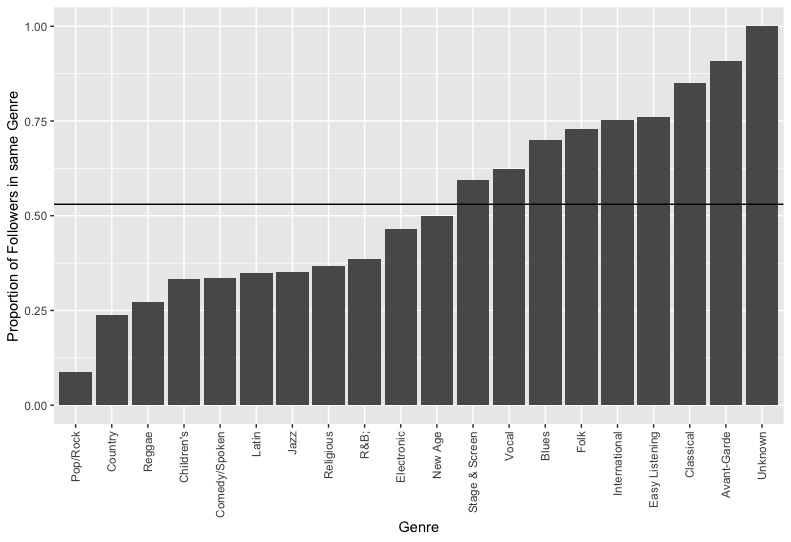 Proportion of Followers in same Genre
1.00
0.75
0.50
0.25
0.00
Pop/Rock
Country
Reggae
Children's
Comedy/Spoken
Latin
Jazz
Religious
R&B;
Electronic
New Age
Stage & Screen
Vocal
Blues
Folk
International
Easy Listening
Classical
Avant-Garde
Unknown
Genre